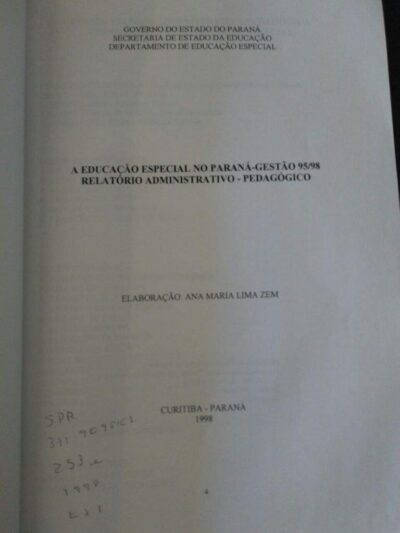 GOVERNO DO ESTADO DO PARANÁ
SECRETARIA DE ESTADO DA EDUCAÇÃO
DEPARTAMENTO DE EDUCAÇÃO ESPECIAL
A EDUCAÇÃO ESPECIAL NO PARANÁ-GESTÃO 95/98
RELATÓRIO ADMINISTRATIVO - PEDAGÓGICO
ELABORAÇÃO: ANA MARIA LIMA ZEM
CURITIBA - PARANÁ
1998
SPR
1998
4